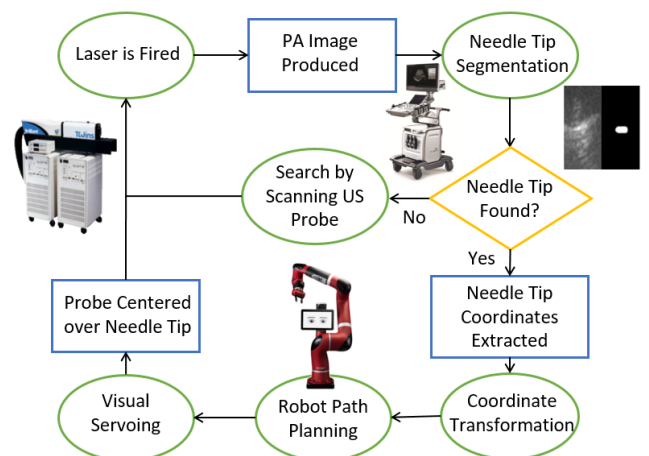 Laser is Fired
PA Image
Produced
Needle Tip
Segmentation
Needle Tip
Found?
No
Yes
Search by
Scanning US
Probe
Needle Tip
Coordinates
Extracted
Coordinate
Transformation
Robot Path
Planning
Visual
Servoing
Probe Centered
over Needle Tip